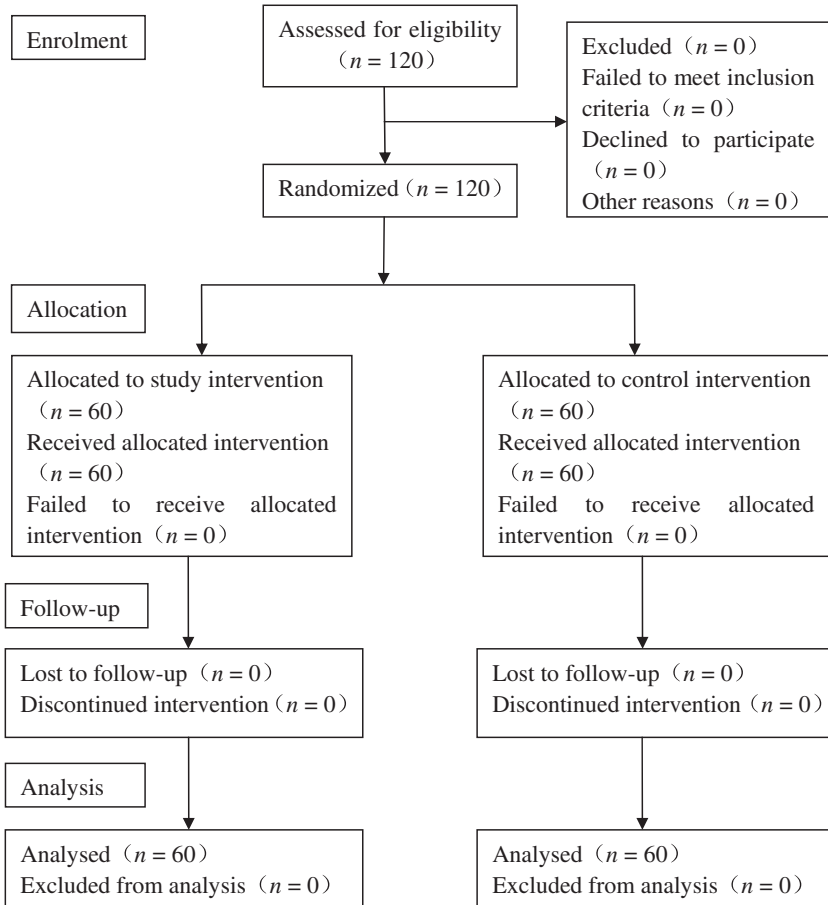 Enrolment
Assessed for eligibility
（n = 120）
Excluded（n = 0）
Failed to meet inclusion
criteria（n = 0）
Declined to participate
（n = 0）
Other reasons（n = 0）
Randomized（n = 120）
Allocation
Allocated to study intervention
（n = 60）
Received allocated intervention
（n = 60）
Failed to receive allocated
intervention（n = 0）
Allocated to control intervention
（n = 60）
Received allocated intervention
（n = 60）
Failed to receive allocated
intervention（n = 0）
Follow-up
Lost to follow-up（n = 0）
Discontinued intervention（n = 0）
Lost to follow-up（n = 0）
Discontinued intervention（n = 0）
Analysis
Analysed（n = 60）
Excluded from analysis（n = 0）
Analysed（n = 60）
Excluded from analysis（n = 0）